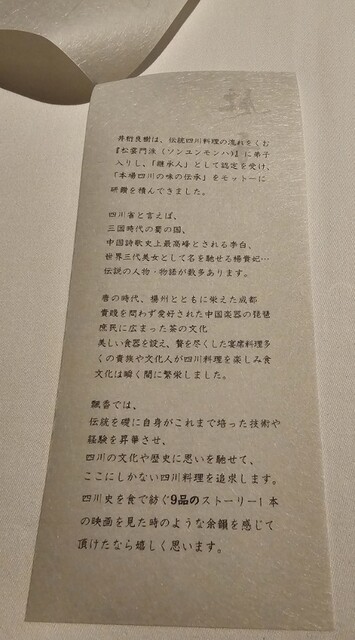 井桁良樹は、伝統四川料理の流れをくむ
『松雲門派（ソンユンモンハ）』に弟子
入りし、「継承人」として認定を受け、
「本場四川の味の伝承」をモットーに
研鑽を積んできました。
四川省と言えば、
三国時代の蜀の国、
中国詩歌史上最高峰とされる李白、
世界三代美女として名を馳せる楊貴妃…
伝説の人物・物語が数多あります。
唐の時代、揚州とともに栄えた成都
貴賤を問わず愛好された中国楽器の琵琶
庶民に広まった茶の文化
美しい食器を設え、贅を尽くした宴席料理多
くの貴族や文化人が四川料理を楽しみ食
文化は瞬く間に繁栄しました。
飄香では、
伝統を礎に自身がこれまで培った技術や
経験を昇華させ、
四川の文化や歴史に思いを馳せて、
ここにしかない四川料理を追求します。
四川史を食で紡ぐ9品のストーリー1本
の映画を見た時のような余韻を感じて
頂けたなら嬉しく思います。